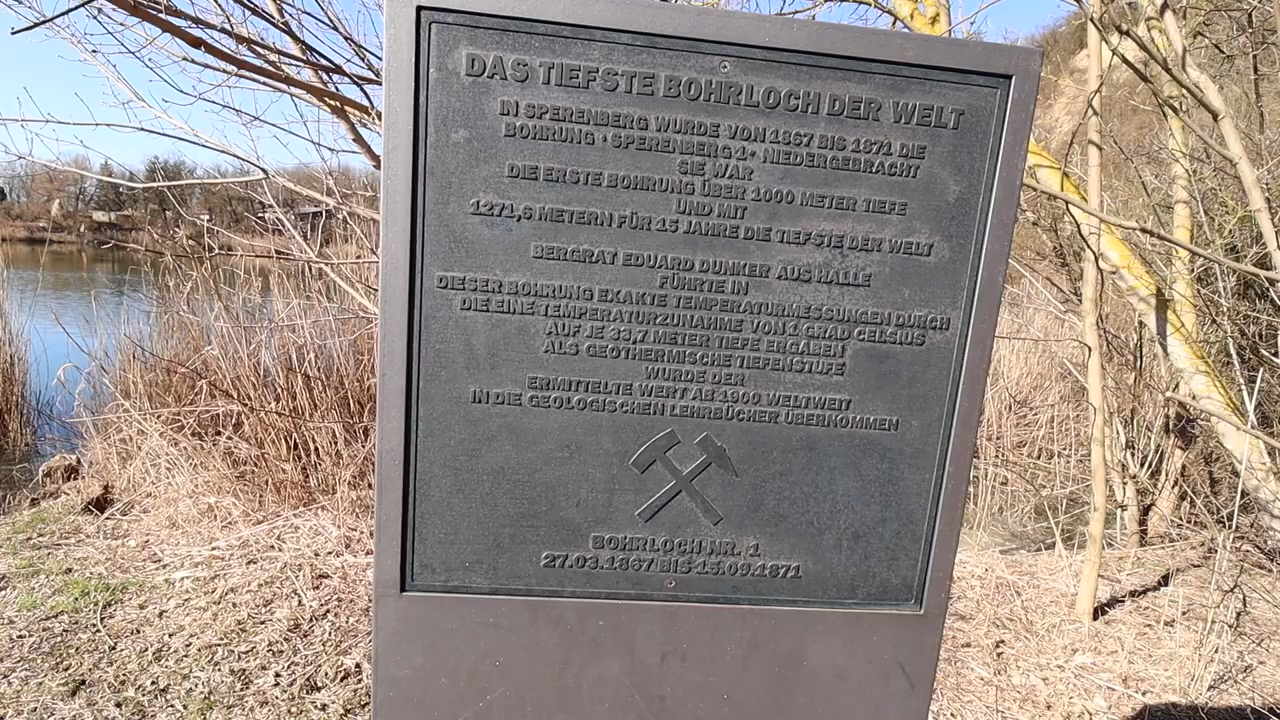 DAS TIEFSTE BOHRLOCH DER WELT
IN SPERENBERG WURDE VON 1867 BIS 1871 DIE
BOHRUNG • SPERENBERG 1• NIEDERGEBRACHT
SIE WAR
DIE ERSTE BOHRUNG ÜBER 1000 METER TIEFE
UND MIT
1271,6 METERN FÜR 15 JAHRE DIE TIEFSTE DER WELT
BERGRAT EDUARD DUNKER AUS HALLE
FÜHRTE IN
DIESER BOHRUNG EXAKTE TEMPERATURMESSUNGEN DURCH
DIE EINE TEMPERATURZUNAHME VON 1 GRAD CELSIUS
AUF JE 33,7 METER TIEFE ERGABEN
ALS GEOTHERMISCHE TIEFENSTUFE
WURDE DER
ERMITTELTE WERT AB 1900 WELTWEIT
IN DIE GEOLOGISCHEN LEHRBÜCHER ÜBERNOMMEN
BOHRLOCH NR. 1
27.03.1867 BIS 15.09.1871